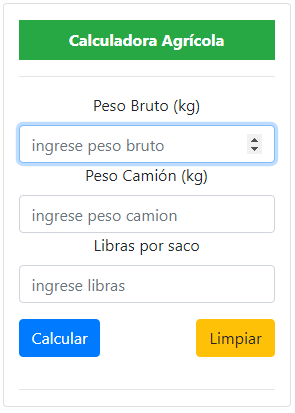 Calculadora Agrícola
Peso Bruto (kg)
ingrese peso bruto
Peso Camión (kg)
ingrese peso camion
Libras por saco
ingrese libras
Calcular Limpiar